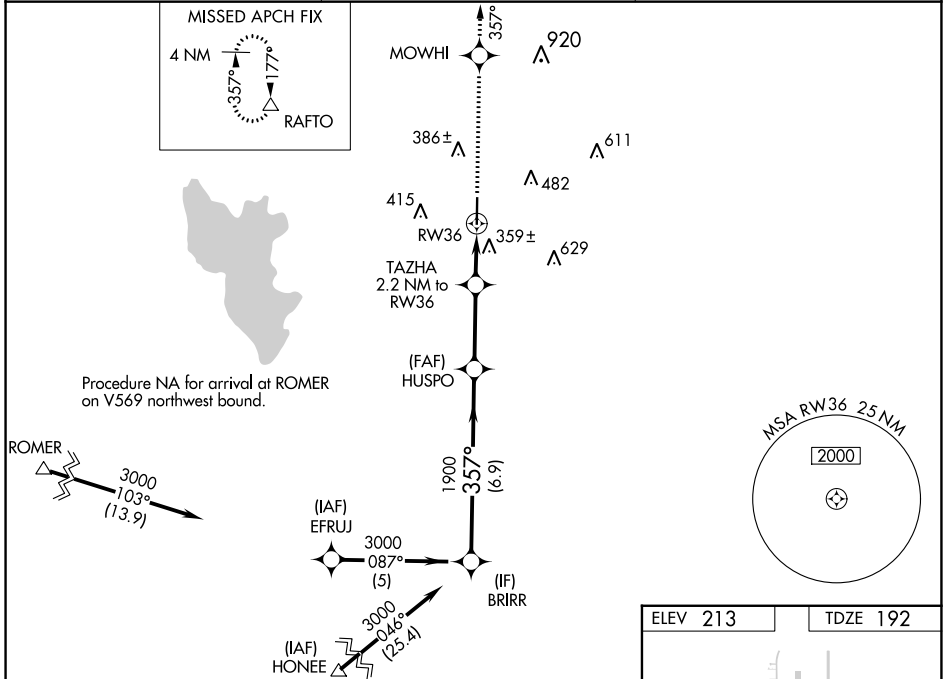 MISSED APCH FIX
4 NM
357°
177°
RAFTO
357°
MOWHI
920
386±
611
482
415
RW36
359±
629
TAZHA
2.2 NM to
RW36
(FAF)
HUSPO
Procedure NA for arrival at ROMER
on V569 northwest bound.
MSA RW36 25 NM
2000
ROMER
3000
103°
(13.9)
1900
357°
(6.9)
(IAF)
EFRUJ
3000
087°
(5)
(IF)
BRIRR
3000
046°
(25.4)
(IAF)
HONEE
ELEV 213
TDZE 192